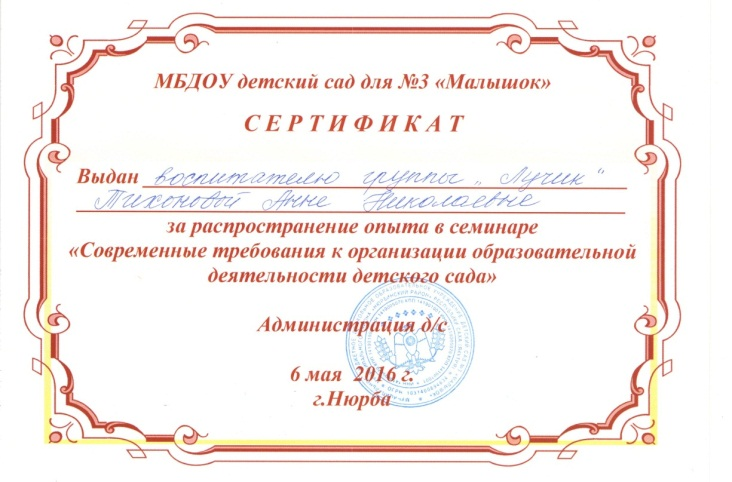 МБДОУ детский сад для №3 «Малышок»
СЕРТИФИКАТ
Выдан воспитателю группы „Лучик"
Тихоновой Анне Николаевне
за распространение опыта в семинаре
«Современные требования к организации образовательной
деятельности детского сада»
Администрация д/с
6 мая 2016 г.
г.Нюрба